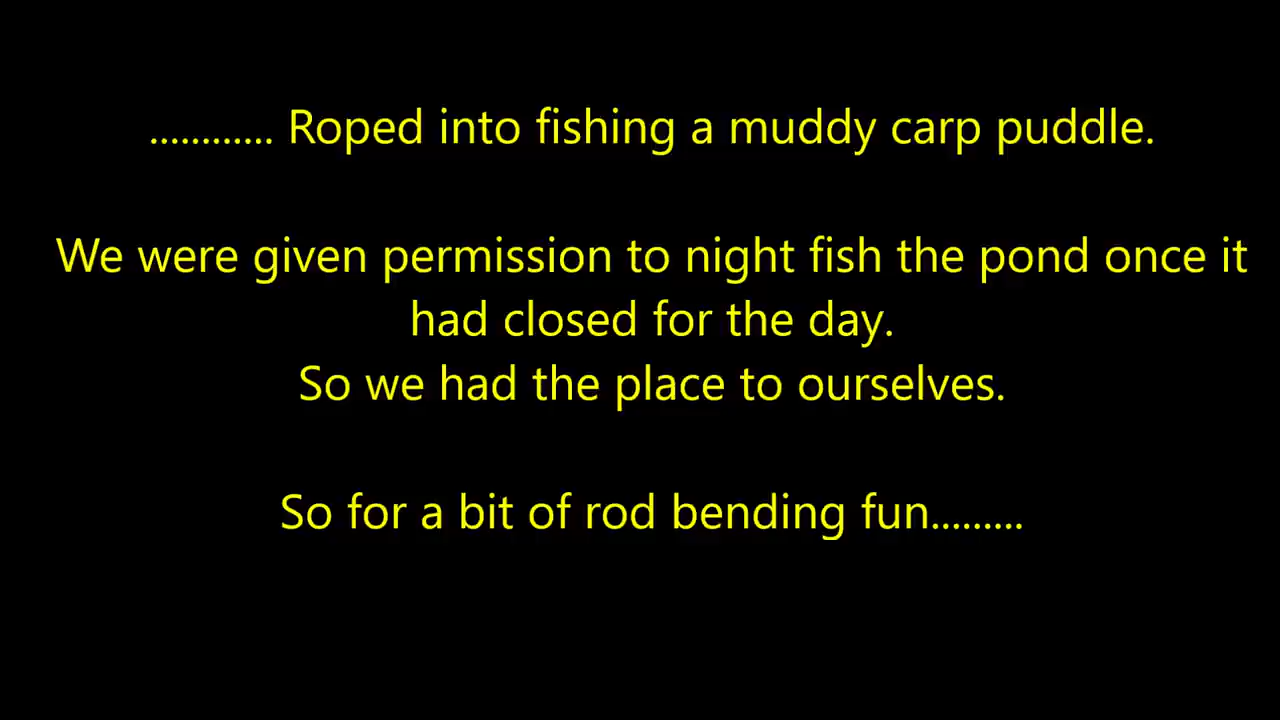 ............ Roped into fishing a muddy carp puddle.
We were given permission to night fish the pond once it
had closed for the day.
So we had the place to ourselves.
So for a bit of rod bending fun.........